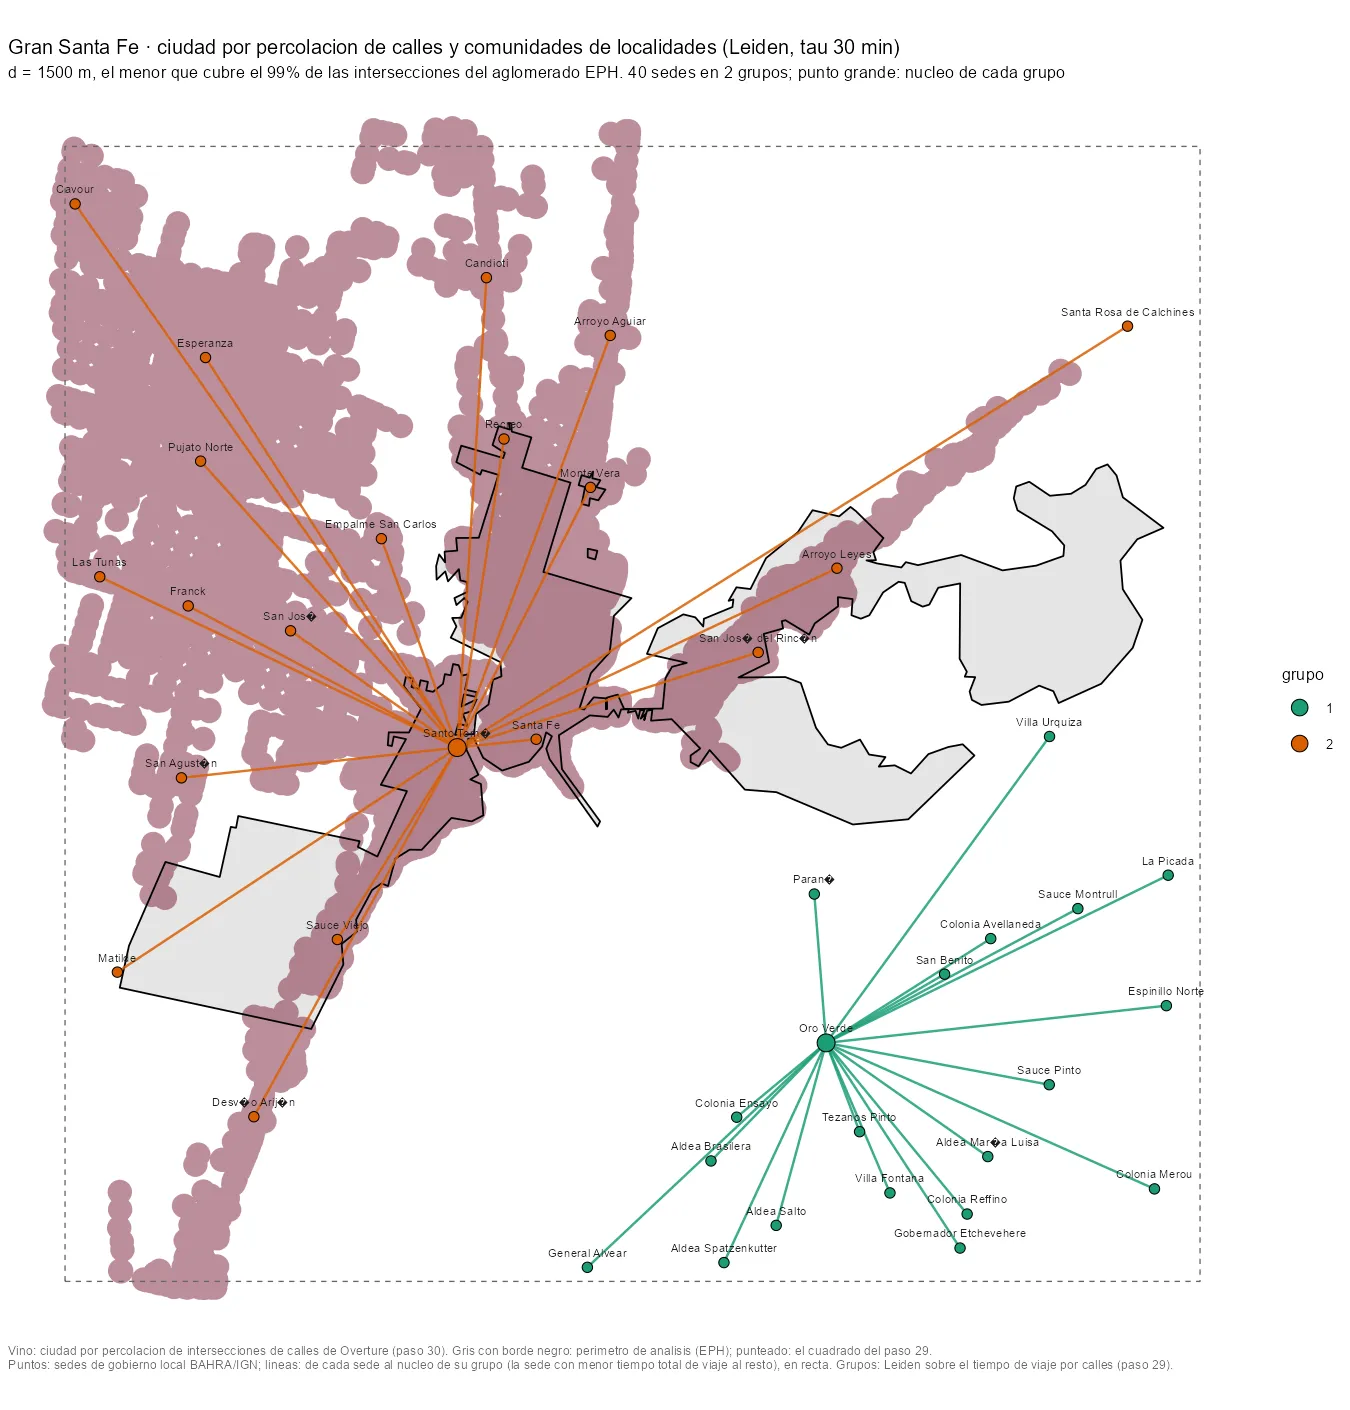 Gran Santa Fe · ciudad por percolacion de calles y comunidades de localidades (Leiden, tau 30 min)
d = 1500 m, el menor que cubre el 99% de las intersecciones del aglomerado EPH. 40 sedes en 2 grupos; punto grande: nucleo de cada grupo
Cavour
Candioti
Santa Rosa de Calchines
Arroyo Aguiar
Esperanza
Recreo
Pujato Norte
Monte Vera
Empalme San Carlos
Arroyo Leyes
Las Tunas
Franck
San Jos�
San Jos� del Rinc�n
grupo
1
2
Villa Urquiza
Santo Tom�
Santa Fe
San Agust�n
La Picada
Paran�
Sauce Montrull
Colonia Avellaneda
Sauce Viejo
San Benito
Matilde
Espinillo Norte
Oro Verde
Sauce Pinto
Desv�o Arij�n
Colonia Ensayo
Tezanos Pinto
Aldea Brasilera
Aldea Mar�a Luisa
Villa Fontana
Colonia Merou
Colonia Reffino
Aldea Salto
Gobernador Etchevehere
General Alvear
Aldea Spatzenkutter
Vino: ciudad por percolacion de intersecciones de calles de Overture (paso 30). Gris con borde negro: perimetro de analisis (EPH); punteado: el cuadrado del paso 29.
Puntos: sedes de gobierno local BAHRA/IGN; lineas: de cada sede al nucleo de su grupo (la sede con menor tiempo total de viaje al resto), en recta. Grupos: Leiden sobre el tiempo de viaje por calles (paso 29).